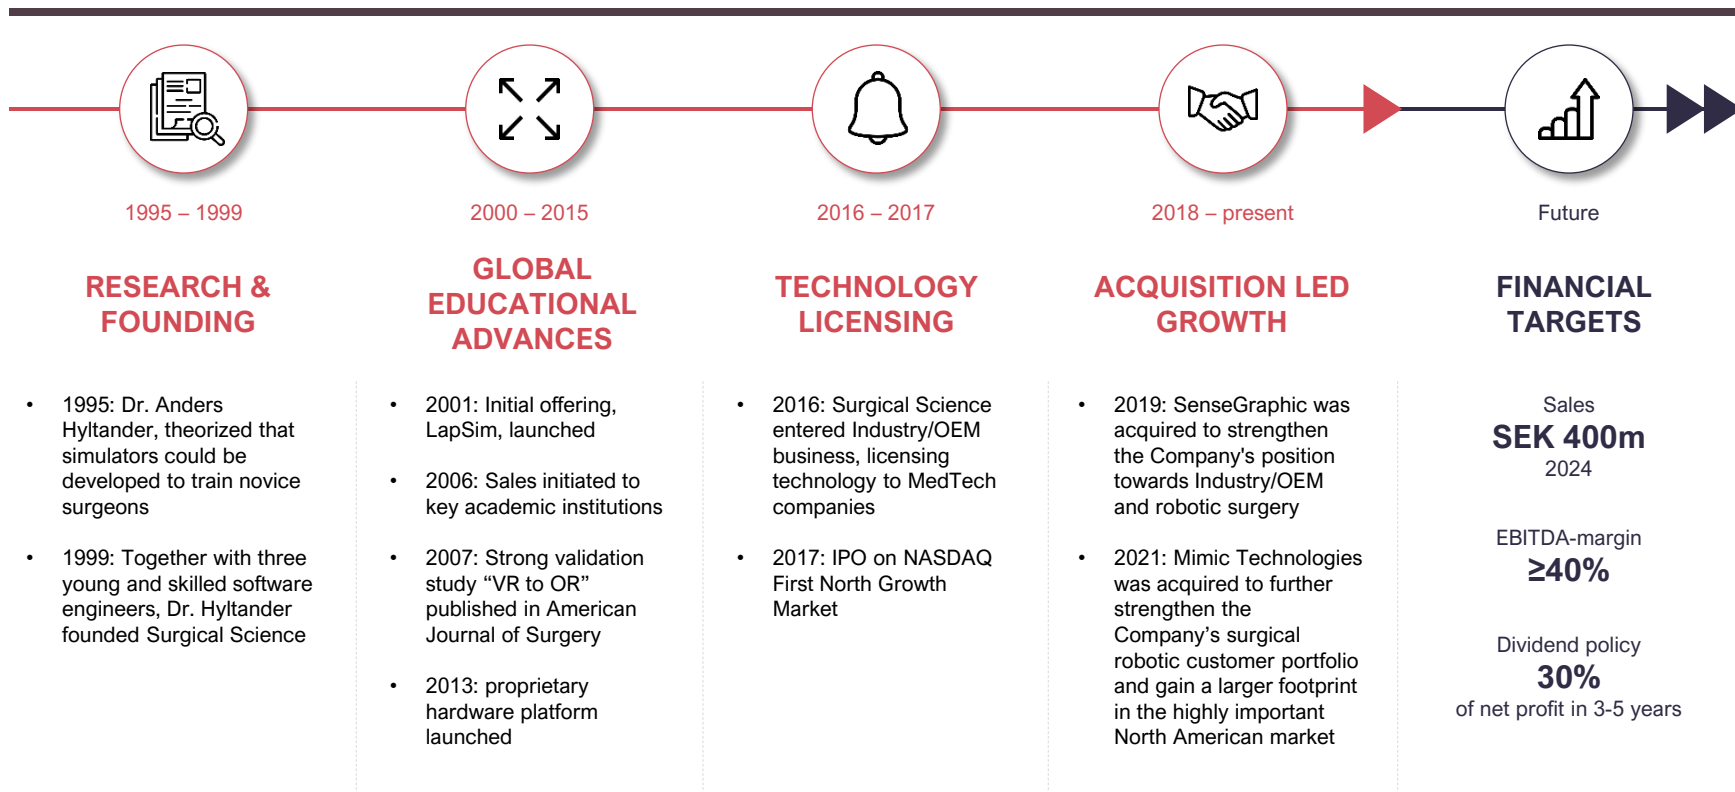 1995 – 1999
RESEARCH &
FOUNDING
• 1995: Dr. Anders
Hyltander, theorized that
simulators could be
developed to train novice
surgeons
• 1999: Together with three
young and skilled software
engineers, Dr. Hyltander
founded Surgical Science
2000 – 2015
GLOBAL
EDUCATIONAL
ADVANCES
• 2001: Initial offering,
LapSim, launched
• 2006: Sales initiated to
key academic institutions
• 2007: Strong validation
study “VR to OR”
published in American
Journal of Surgery
• 2013: proprietary
hardware platform
launched
2016 – 2017
TECHNOLOGY
LICENSING
• 2016: Surgical Science
entered Industry/OEM
business, licensing
technology to MedTech
companies
• 2017: IPO on NASDAQ
First North Growth
Market
2018 – present
ACQUISITION LED
GROWTH
• 2019: SenseGraphic was
acquired to strengthen
the Company's position
towards Industry/OEM
and robotic surgery
• 2021: Mimic Technologies
was acquired to further
strengthen the
Company’s surgical
robotic customer portfolio
and gain a larger footprint
in the highly important
North American market
Future
FINANCIAL
TARGETS
Sales
SEK 400m
2024
EBITDA-margin
≥40%
Dividend policy
30%
of net profit in 3-5 years